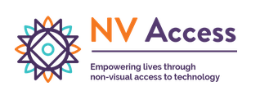 NV Access
Empowering lives through
non-visual access to technology